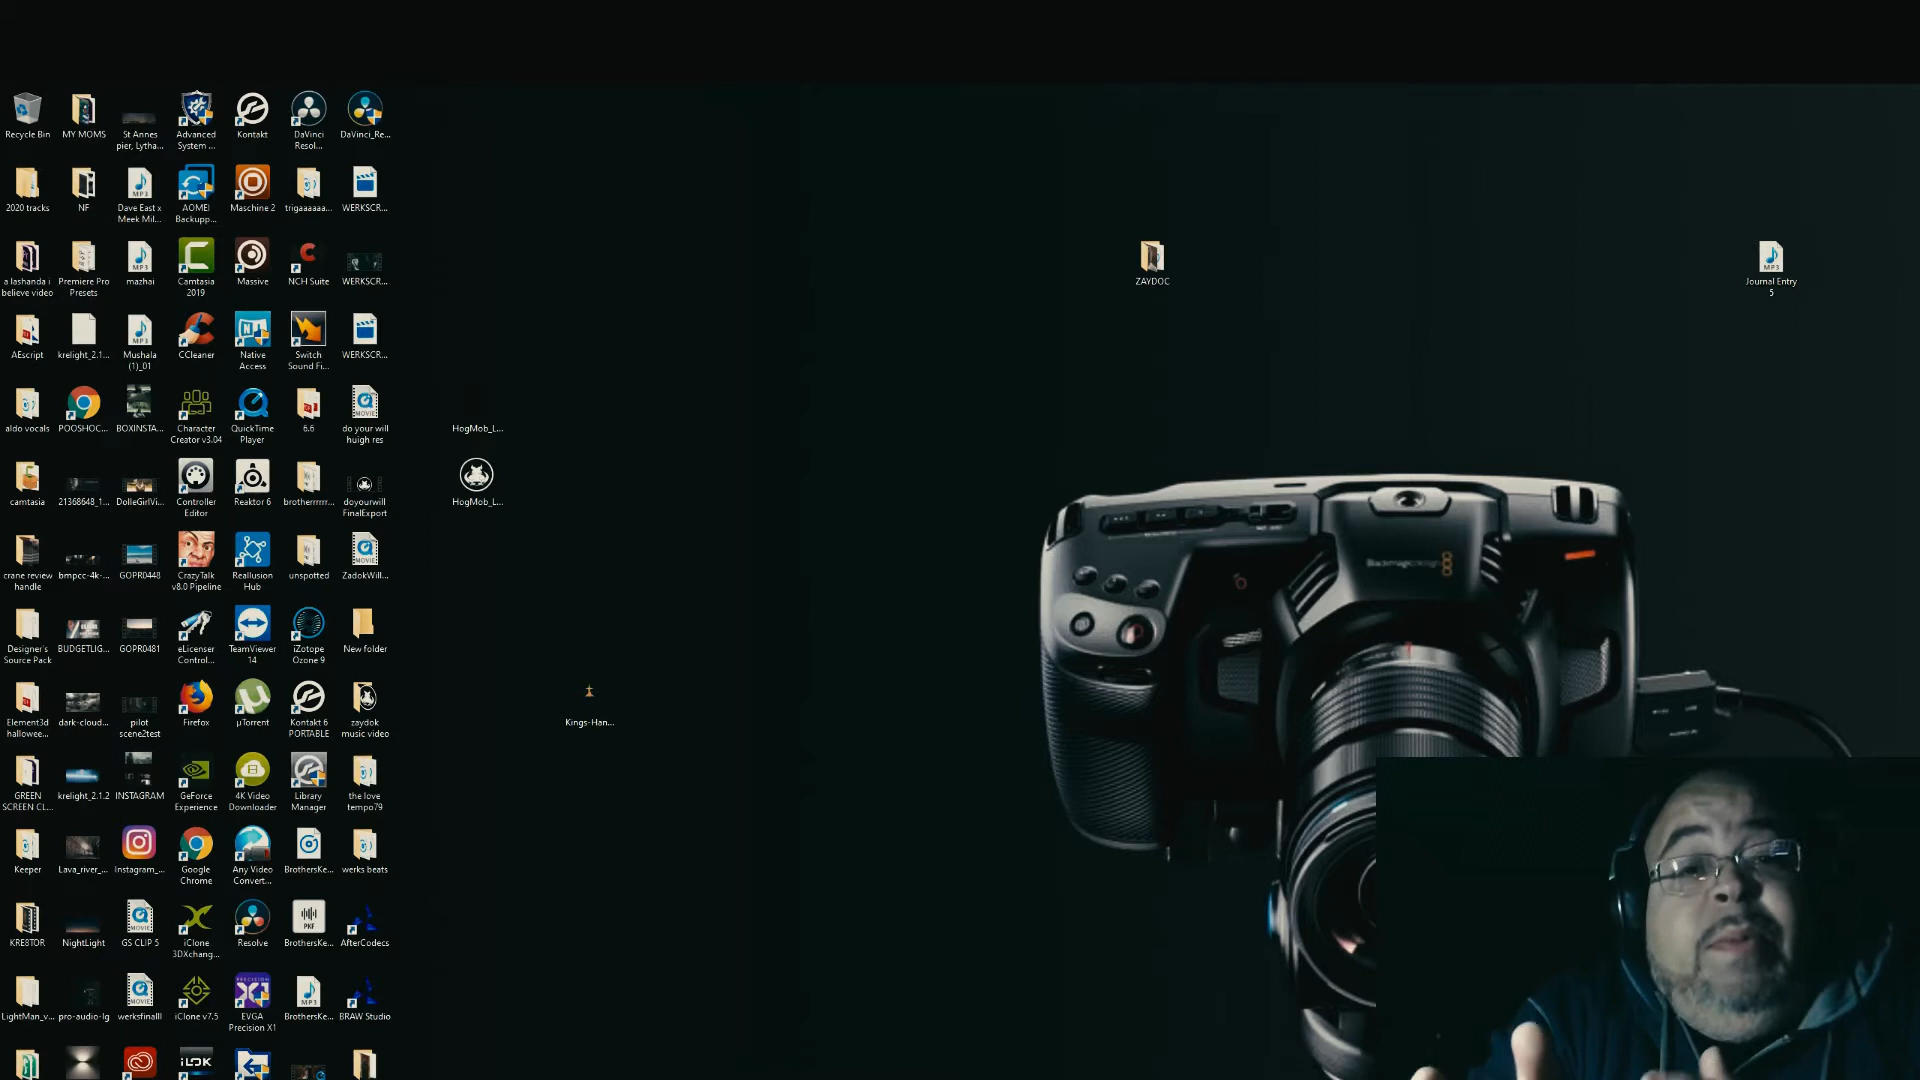 Recycle Bin
MY MOMS
St Annes
pier, Lytha...
Advanced
System ...
Kontakt
DaVinci
Resol...
DaVinci_Re...
2020 tracks
NF
Dave East x
Meek Mil...
AOMEI
Backupp...
Maschine 2
trigaaaaaa...
WERKSCR...
a lashanda i
believe video
Premiere Pro
Presets
mazhai
Camtasia
2019
Massive
NCH Suite
WERKSCR...
ZAYDOC
Journal Entry
5
AEscript
krelight_2.1...
Mushala
(1)_01
CCleaner
Native
Access
Switch
Sound Fi...
WERKSCR...
aldo vocals
POOSHOC...
BOXINSTA...
Character
Creator v3.04
QuickTime
Player
6.6
do your will
huigh res
HogMob_L...
camtasia
21368648_1...
DolleGirlVi...
Controller
Editor
Reaktor 6
brotherrrrrr...
doyourwill
FinalExport
HogMob_L...
crane review
handle
bmpcc-4k-...
GOPR0448
CrazyTalk
v8.0 Pipeline
Reallusion
Hub
unspotted
ZadokWill...
Blackmagicdesign
Designer's
Source Pack
BUDGETLIG...
GOPR0481
eLicenser
Control...
TeamViewer
14
iZotope
Ozone 9
New folder
Element3d
hallowee...
dark-cloud...
pilot
scene2test
Firefox
µTorrent
Kontakt 6
PORTABLE
zaydok
music video
Kings-Han...
GREEN
SCREEN CL...
krelight_2.1.2
INSTAGRAM
GeForce
Experience
4K Video
Downloader
Library
Manager
the love
tempo79
Keeper
Lava_river_...
Instagram_...
Google
Chrome
Any Video
Convert...
BrothersKe...
werks beats
KRE8TOR
NightLight
GS CLIP 5
iClone
3DXchang...
Resolve
BrothersKe...
AfterCodecs
LightMan_v...
pro-audio-lg
werksfinalll
iClone v7.5
EVGA
Precision X1
BrothersKe...
BRAW Studio
iLOK